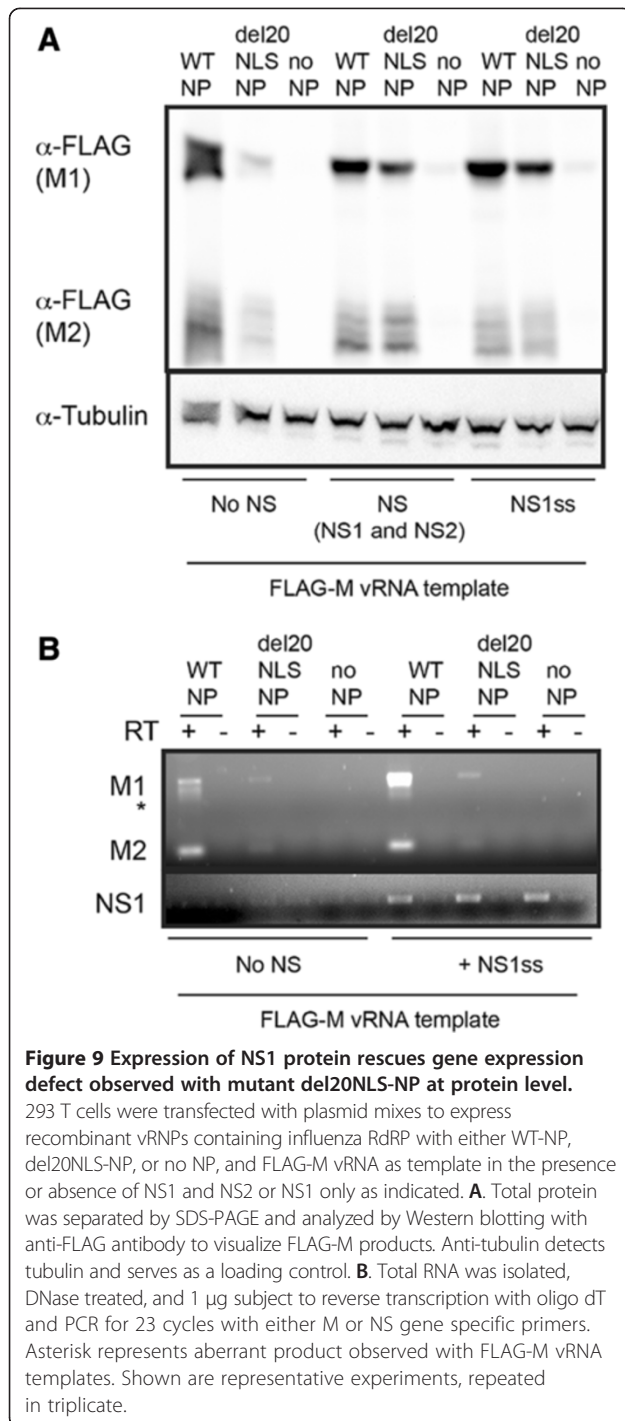 A
WT NP
del20 NLS NP
no NP
WT NP
del20 NLS NP
no NP
WT NP
del20 NLS NP
no NP
α-FLAG
(M1)
α-FLAG
(M2)
α-Tubulin
No NS
NS
(NS1 and NS2)
NS1ss
FLAG-M vRNA template
B
WT NP
del20 NLS NP
no NP
WT NP
del20 NLS NP
no NP
RT + - + - + - + - + - + -
M1
*
M2
NS1
No NS
+ NS1ss
FLAG-M vRNA template
Figure 9 Expression of NS1 protein rescues gene expression
defect observed with mutant del20NLS-NP at protein level.
293 T cells were transfected with plasmid mixes to express
recombinant vRNPs containing influenza RdRP with either WT-NP,
del20NLS-NP, or no NP, and FLAG-M vRNA as template in the presence
or absence of NS1 and NS2 or NS1 only as indicated. A. Total protein
was separated by SDS-PAGE and analyzed by Western blotting with
anti-FLAG antibody to visualize FLAG-M products. Anti-tubulin detects
tubulin and serves as a loading control. B. Total RNA was isolated,
DNase treated, and 1 μg subject to reverse transcription with oligo dT
and PCR for 23 cycles with either M or NS gene specific primers.
Asterisk represents aberrant product observed with FLAG-M vRNA
templates. Shown are representative experiments, repeated
in triplicate.